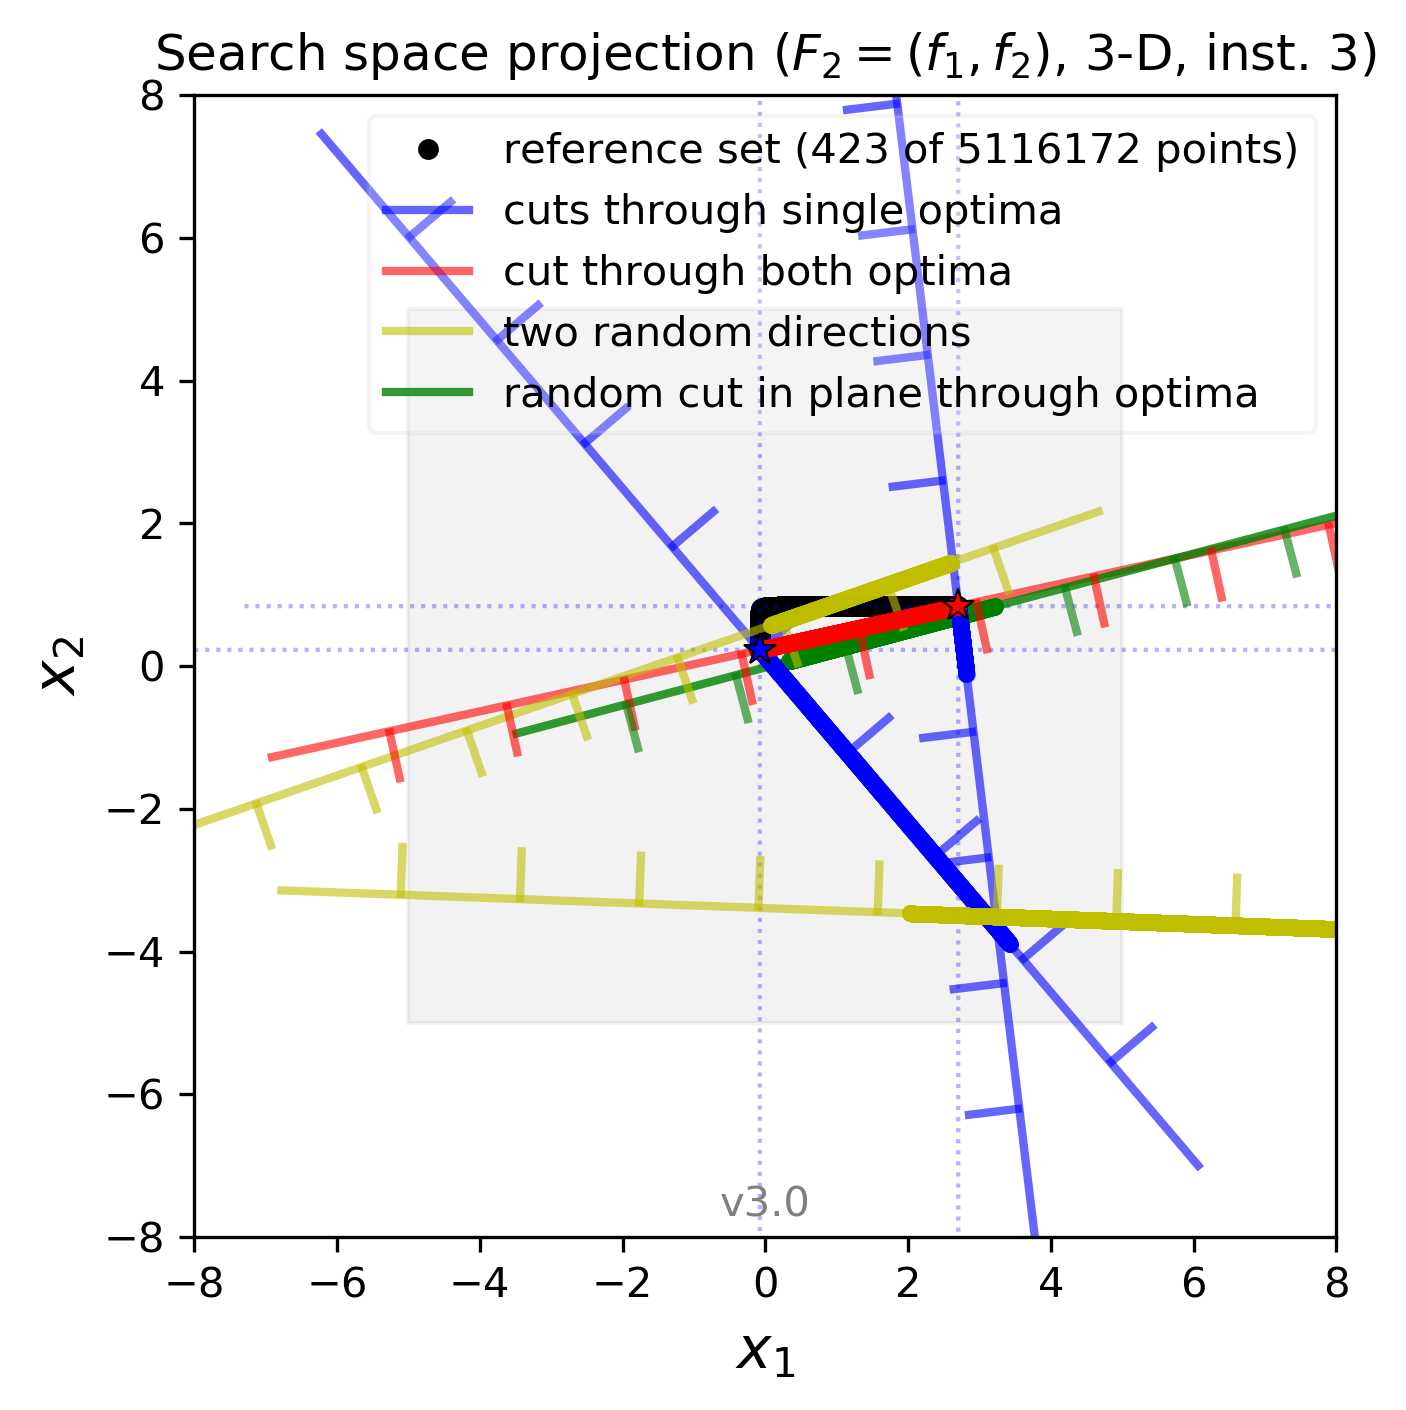 Search space projection (F₂ = (f₁, f₂), 3-D, inst. 3)
reference set (423 of 5116172 points)
cuts through single optima
cut through both optima
two random directions
random cut in plane through optima
8
6
4
2
0
−2
−4
−6
−8
x₂
v3.0
−8 −6 −4 −2 0 2 4 6 8
x₁